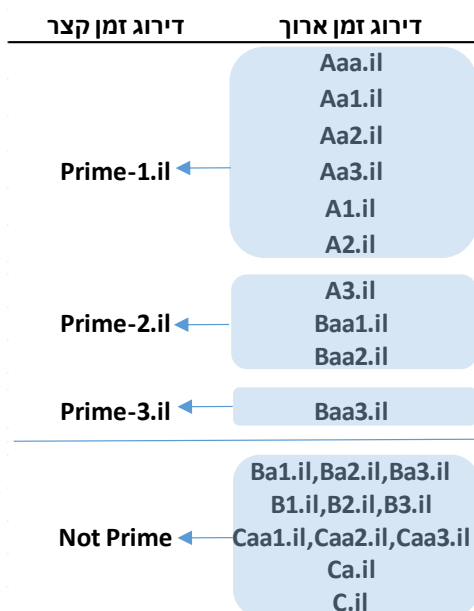 דירוג זמן ארוך דירוג זמן קצר
Aaa.il
Aa1.il
Aa2.il
Aa3.il
Prime-1.il
A1.il
A2.il
A3.il
Baa1.il
Prime-2.il
Baa2.il
Baa3.il
Prime-3.il
Ba1.il,Ba2.il,Ba3.il
B1.il,B2.il,B3.il
Caa1.il,Caa2.il,Caa3.il
Not Prime
Ca.il
C.il